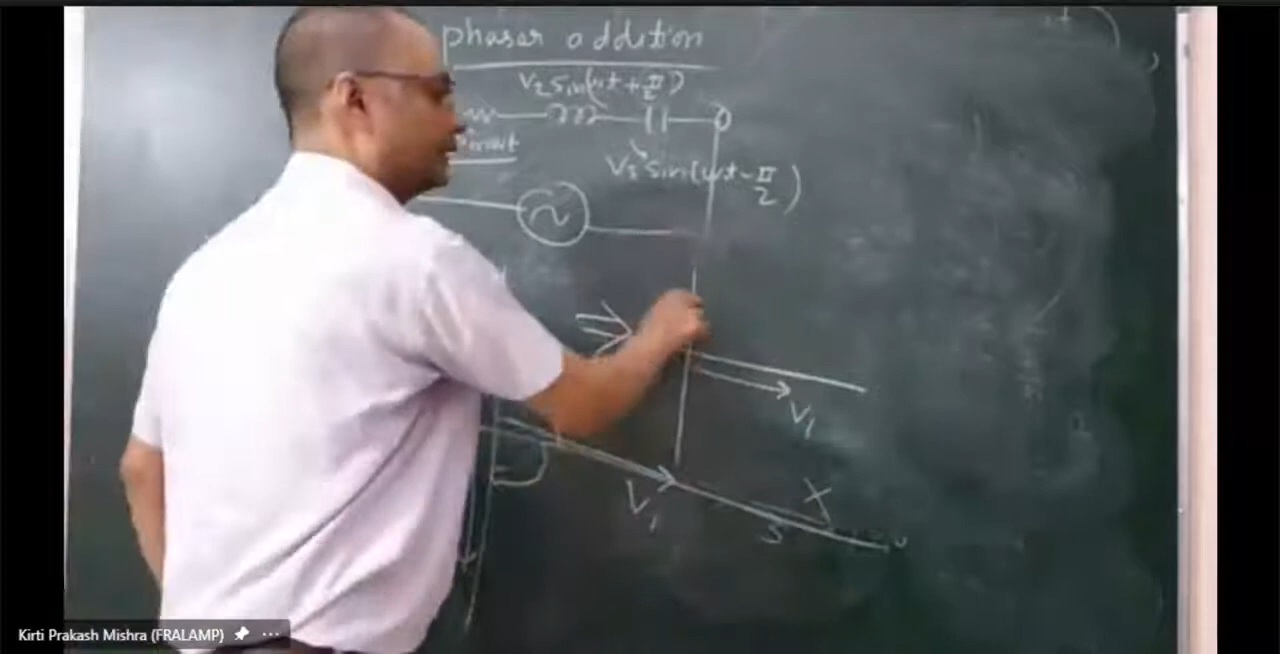 phasor addition
V₂ sin(ωt + π/2)
V₃ sin(ωt - π/2)
V₁
V₁
X
Kirti Prakash Mishra (FRALAMP)